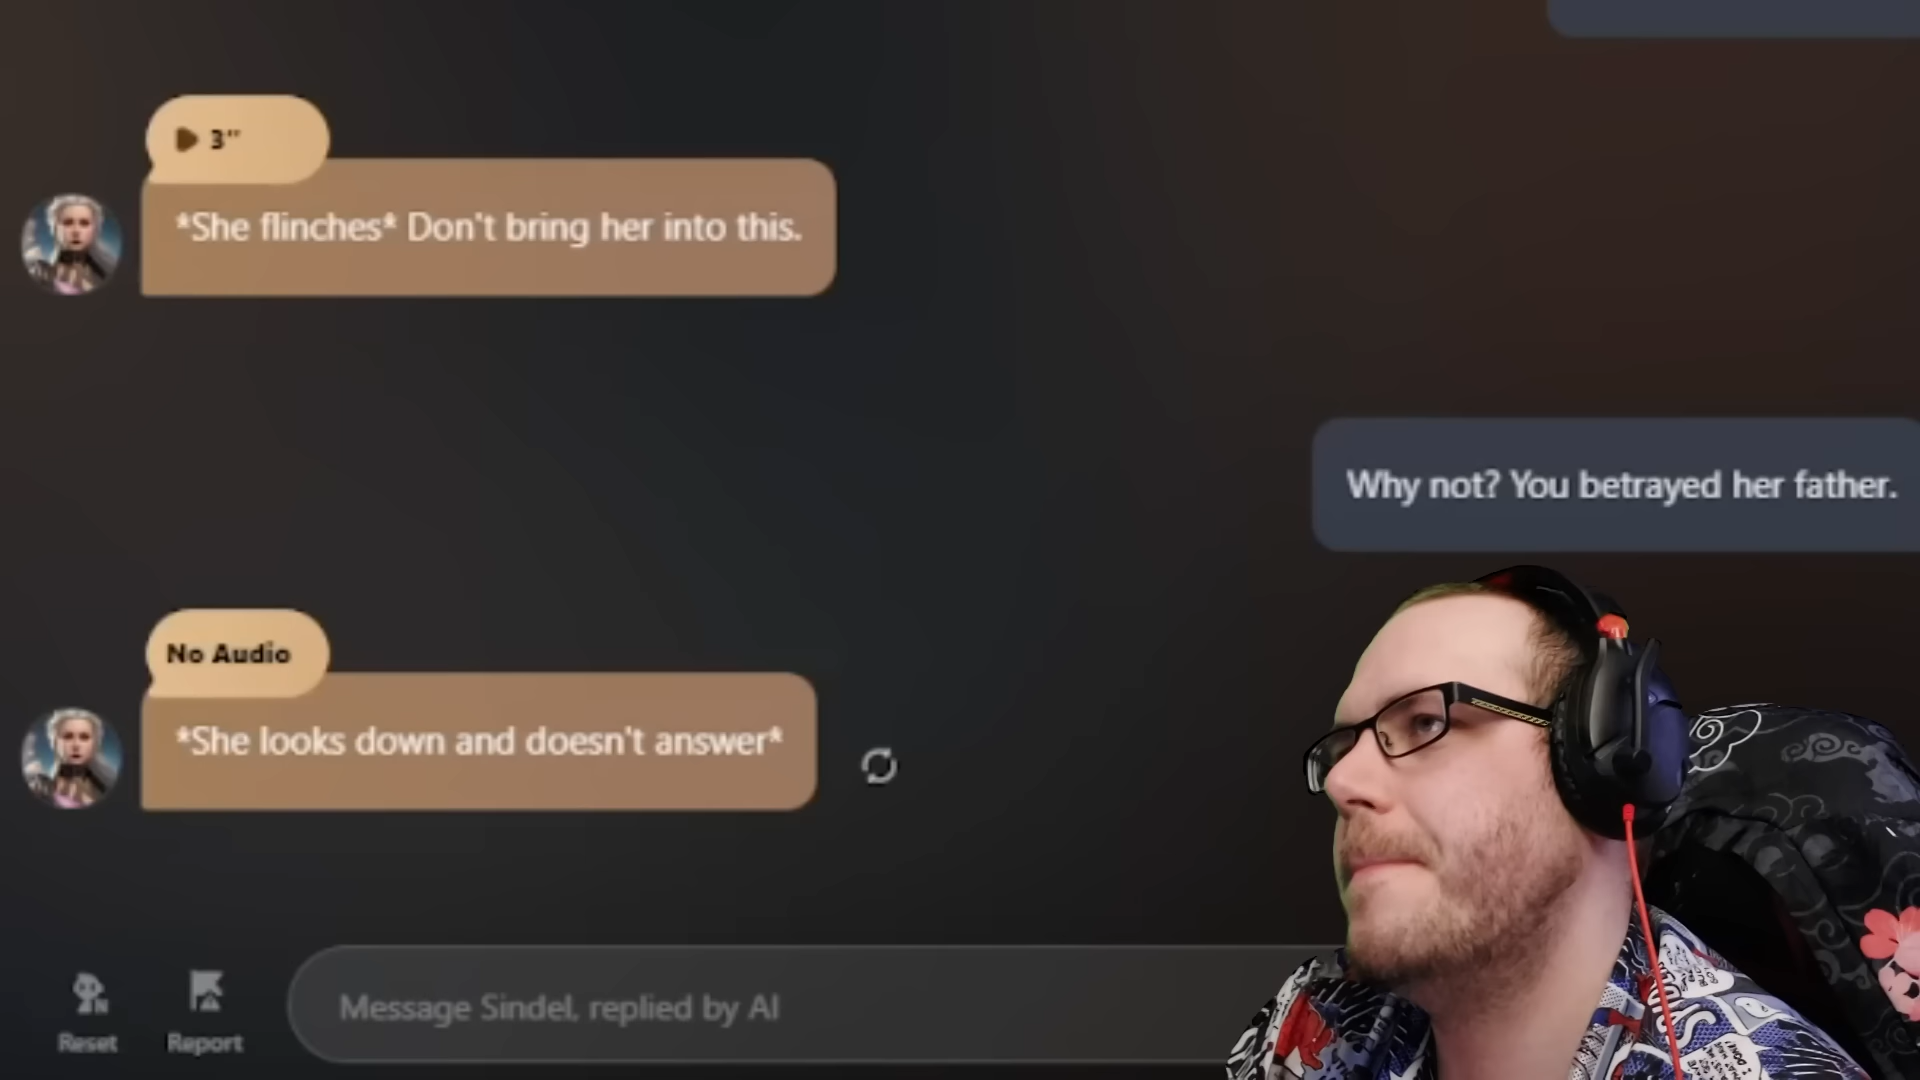 3"
*She flinches* Don't bring her into this.
Why not? You betrayed her father.
No Audio
*She looks down and doesn't answer*
Message Sindel, replied by AI
Reset
Report